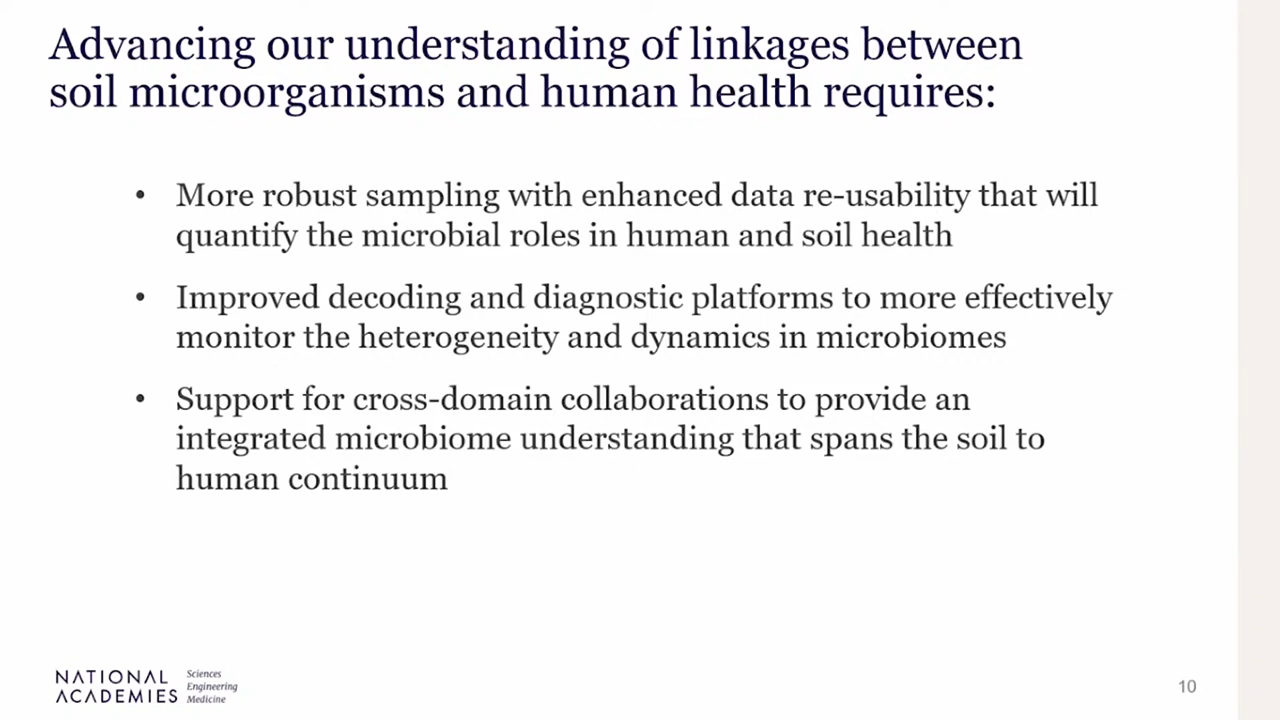 Advancing our understanding of linkages between
soil microorganisms and human health requires:
• More robust sampling with enhanced data re-usability that will
quantify the microbial roles in human and soil health
• Improved decoding and diagnostic platforms to more effectively
monitor the heterogeneity and dynamics in microbiomes
• Support for cross-domain collaborations to provide an
integrated microbiome understanding that spans the soil to
human continuum
NATIONAL
ACADEMIES
Sciences
Engineering
Medicine
10